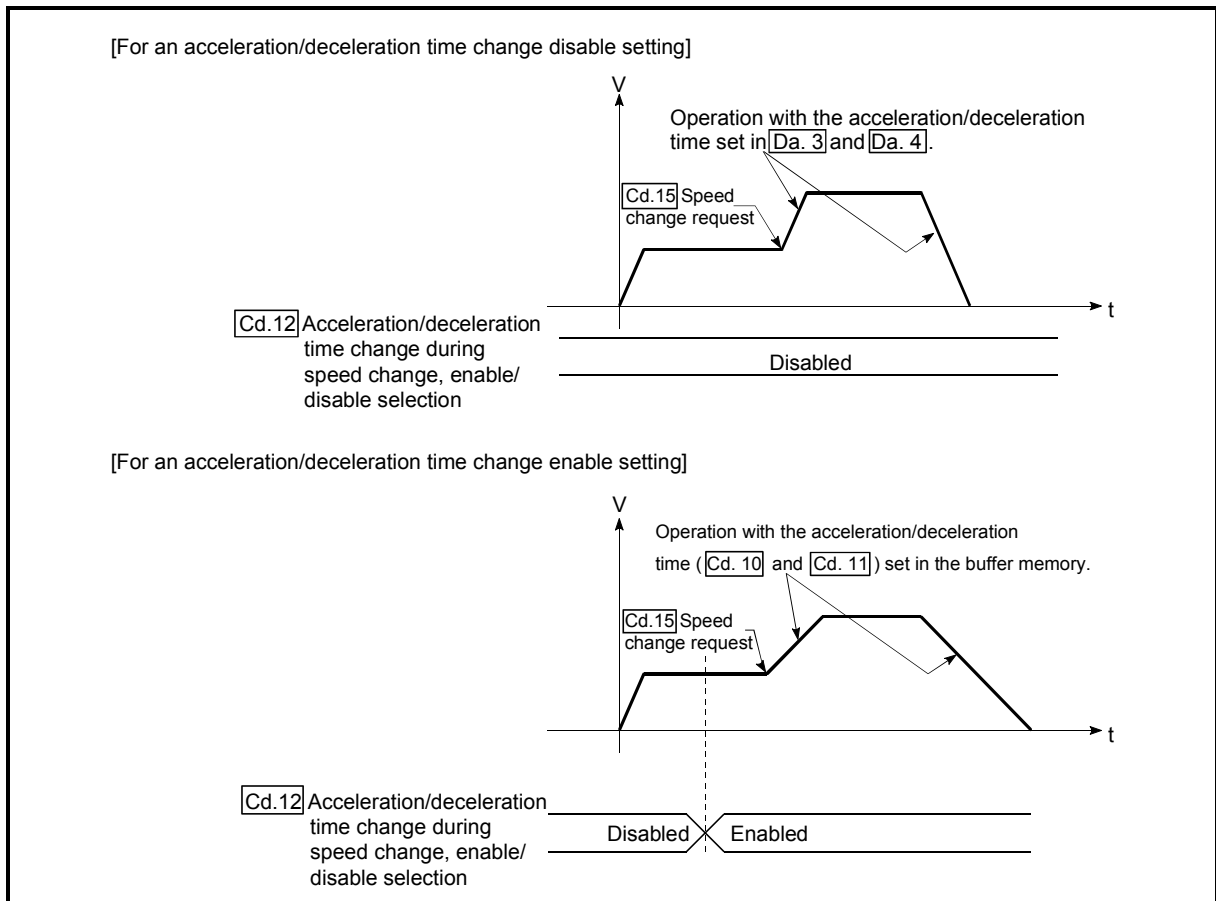 [For an acceleration/deceleration time change disable setting]
V
Operation with the acceleration/deceleration
time set in Da. 3 and Da. 4.
Cd.15 Speed
change request
t
Cd.12 Acceleration/deceleration
time change during
speed change, enable/
disable selection
Disabled
[For an acceleration/deceleration time change enable setting]
V
Operation with the acceleration/deceleration
time ( Cd. 10 and Cd. 11 ) set in the buffer memory.
Cd.15 Speed
change request
t
Cd.12 Acceleration/deceleration
time change during
speed change, enable/
disable selection
Disabled Enabled